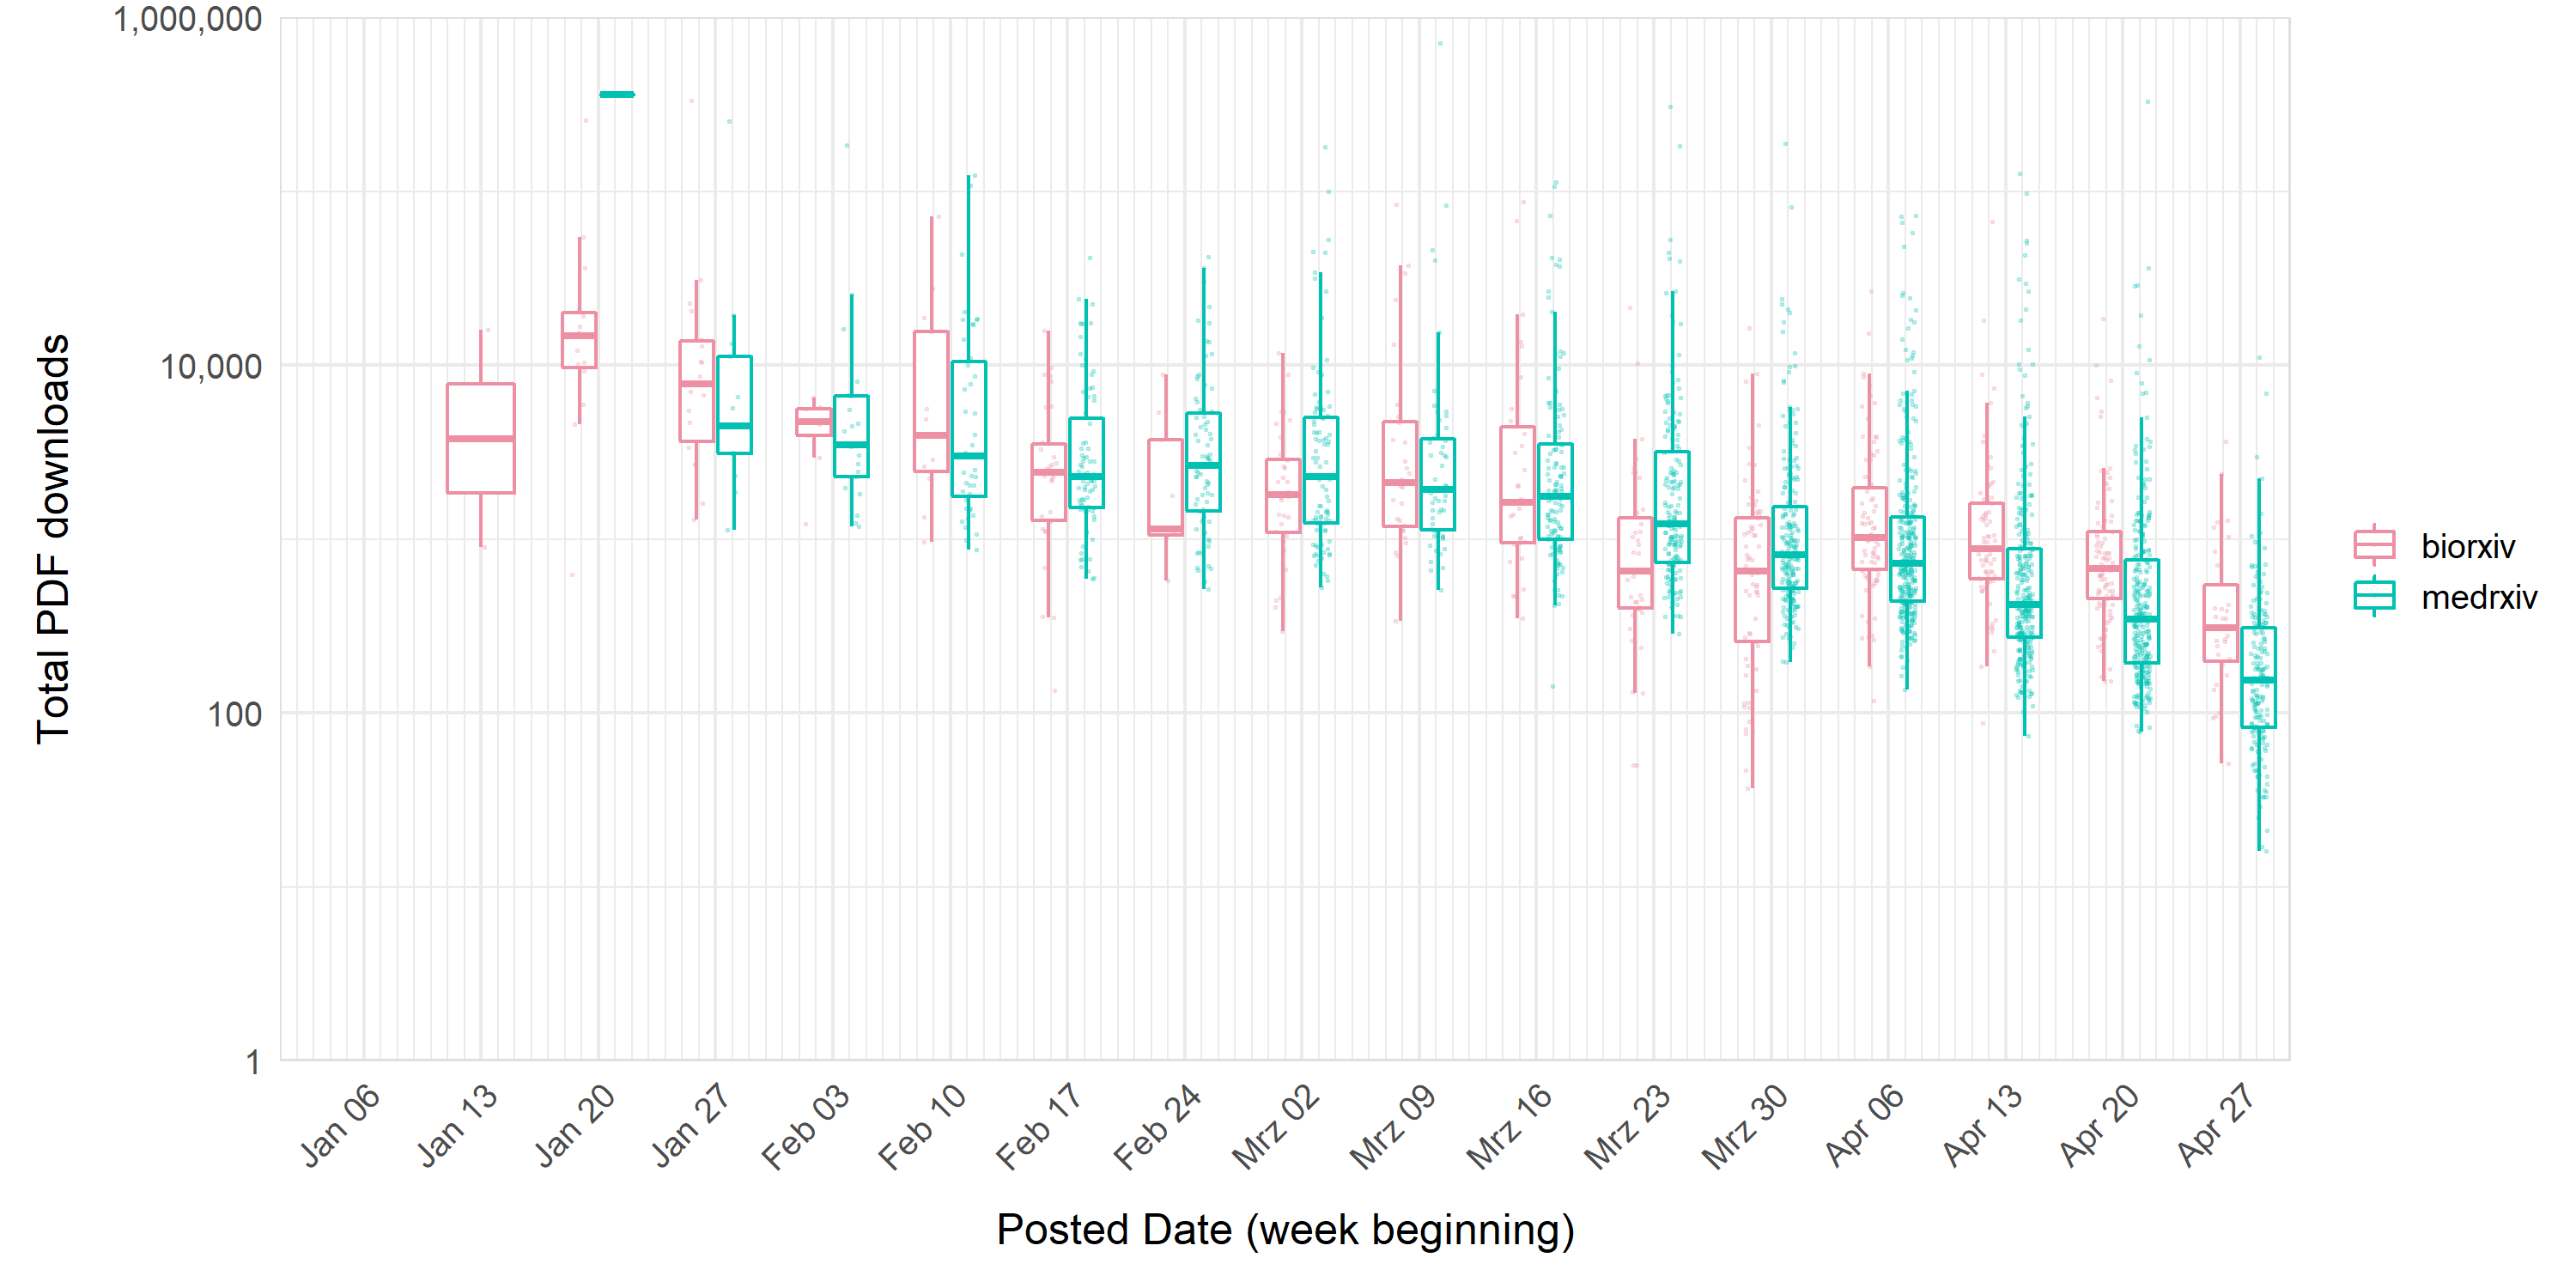 1,000,000
10,000
100
1
Total PDF downloads
Jan 06
Jan 13
Jan 20
Jan 27
Feb 03
Feb 10
Feb 17
Feb 24
Mrz 02
Mrz 09
Mrz 16
Mrz 23
Mrz 30
Apr 06
Apr 13
Apr 20
Apr 27
Posted Date (week beginning)
biorxiv
medrxiv